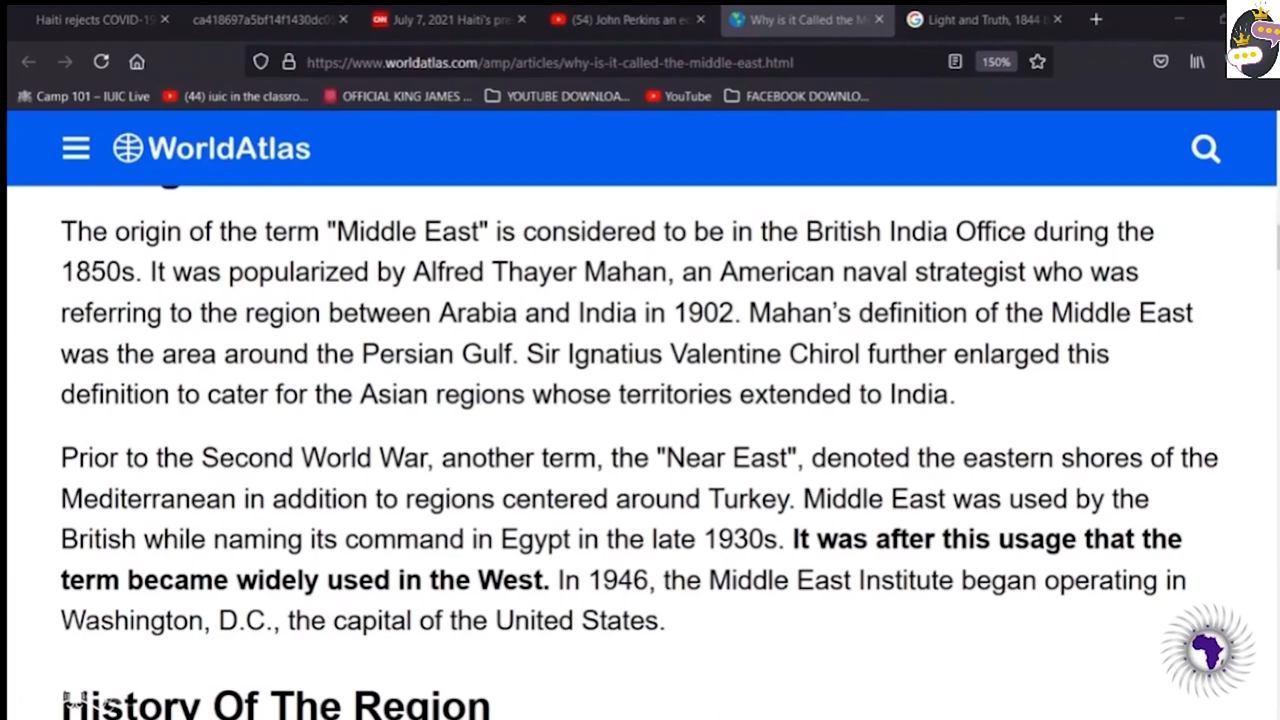 Haiti rejects COVID-19
ca418697a5bf14f1430dc0
July 7, 2021 Haiti's pre
(54) John Perkins an e
Why is it Called the M
Light and Truth, 1844
https://www.worldatlas.com/amp/articles/why-is-it-called-the-middle-east.html
150%
Camp 101 – IUIC Live
(44) iuic in the classro...
OFFICIAL KING JAMES ...
YOUTUBE DOWNLOA...
YouTube
FACEBOOK DOWNLO...
WorldAtlas
The origin of the term "Middle East" is considered to be in the British India Office during the
1850s. It was popularized by Alfred Thayer Mahan, an American naval strategist who was
referring to the region between Arabia and India in 1902. Mahan's definition of the Middle East
was the area around the Persian Gulf. Sir Ignatius Valentine Chirol further enlarged this
definition to cater for the Asian regions whose territories extended to India.
Prior to the Second World War, another term, the "Near East", denoted the eastern shores of the
Mediterranean in addition to regions centered around Turkey. Middle East was used by the
British while naming its command in Egypt in the late 1930s. It was after this usage that the
term became widely used in the West. In 1946, the Middle East Institute began operating in
Washington, D.C., the capital of the United States.
History Of The Region